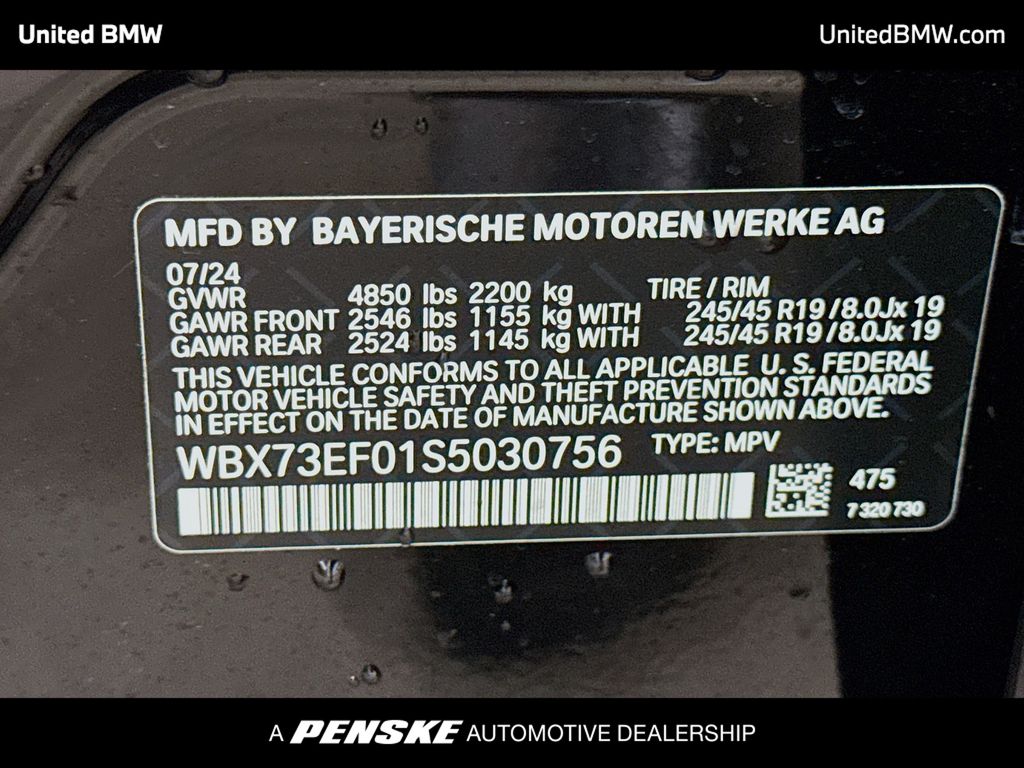 United BMW
UnitedBMW.com
MFD BY BAYERISCHE MOTOREN WERKE AG
07/24
GVWR 4850 lbs 2200 kg TIRE / RIM
GAWR FRONT 2546 lbs 1155 kg WITH 245/45 R19 / 8.0Jx 19
GAWR REAR 2524 lbs 1145 kg WITH 245/45 R19 / 8.0Jx 19
THIS VEHICLE CONFORMS TO ALL APPLICABLE U. S. FEDERAL
MOTOR VEHICLE SAFETY AND THEFT PREVENTION STANDARDS
IN EFFECT ON THE DATE OF MANUFACTURE SHOWN ABOVE.
WBX73EF01S5030756 TYPE: MPV
475
7 320 730
A PENSKE AUTOMOTIVE DEALERSHIP